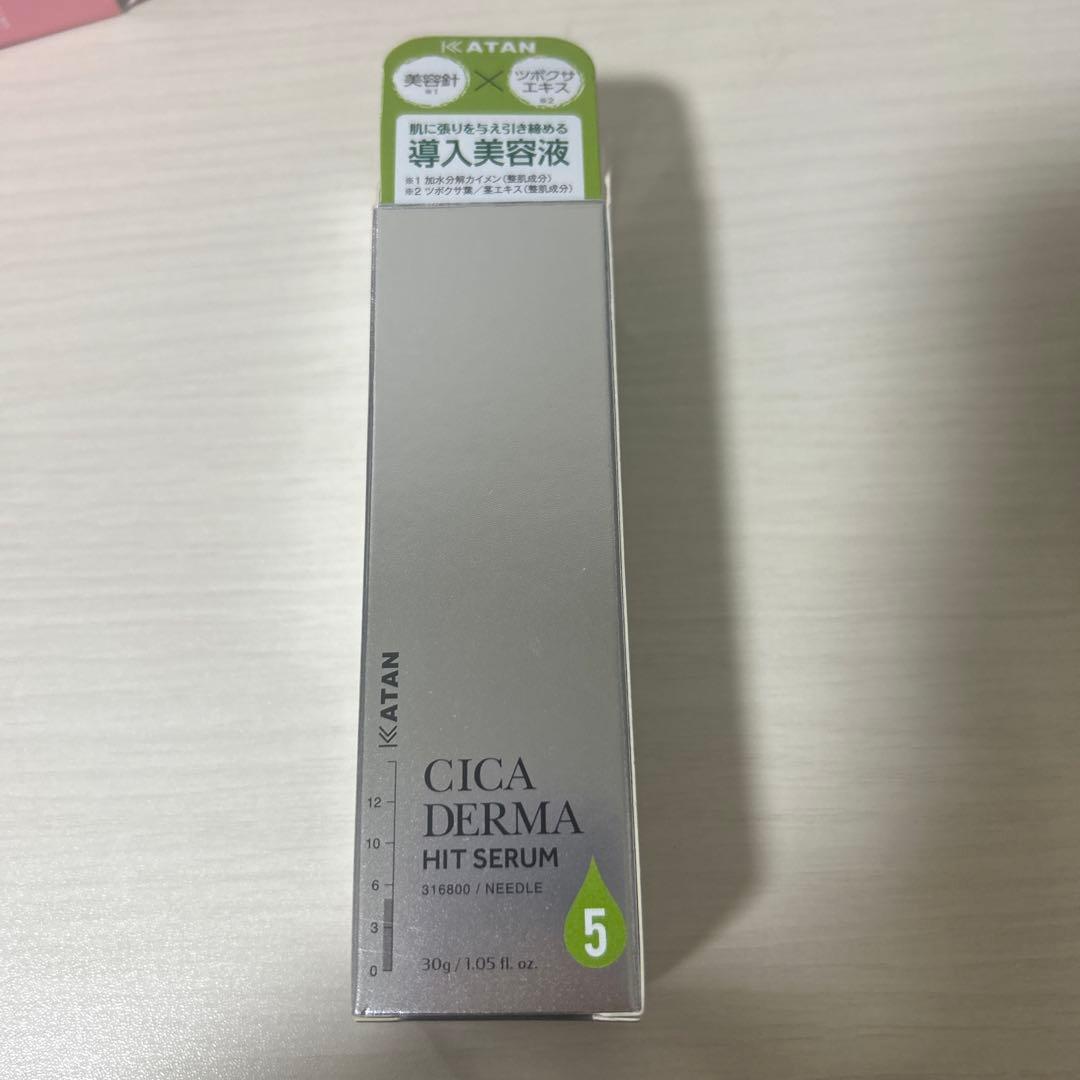 KATAN
美容針
※1
×
ツボクサ
エキス
※2
肌に張りを与え引き締める
導入美容液
※1 加水分解カイメン(整肌成分)
※2 ツボクサ葉/茎エキス(整肌成分)
KATAN
12
10
6
3
0
CICA
DERMA
HIT SERUM
316800 / NEEDLE
5
30g / 1.05 fl. oz.